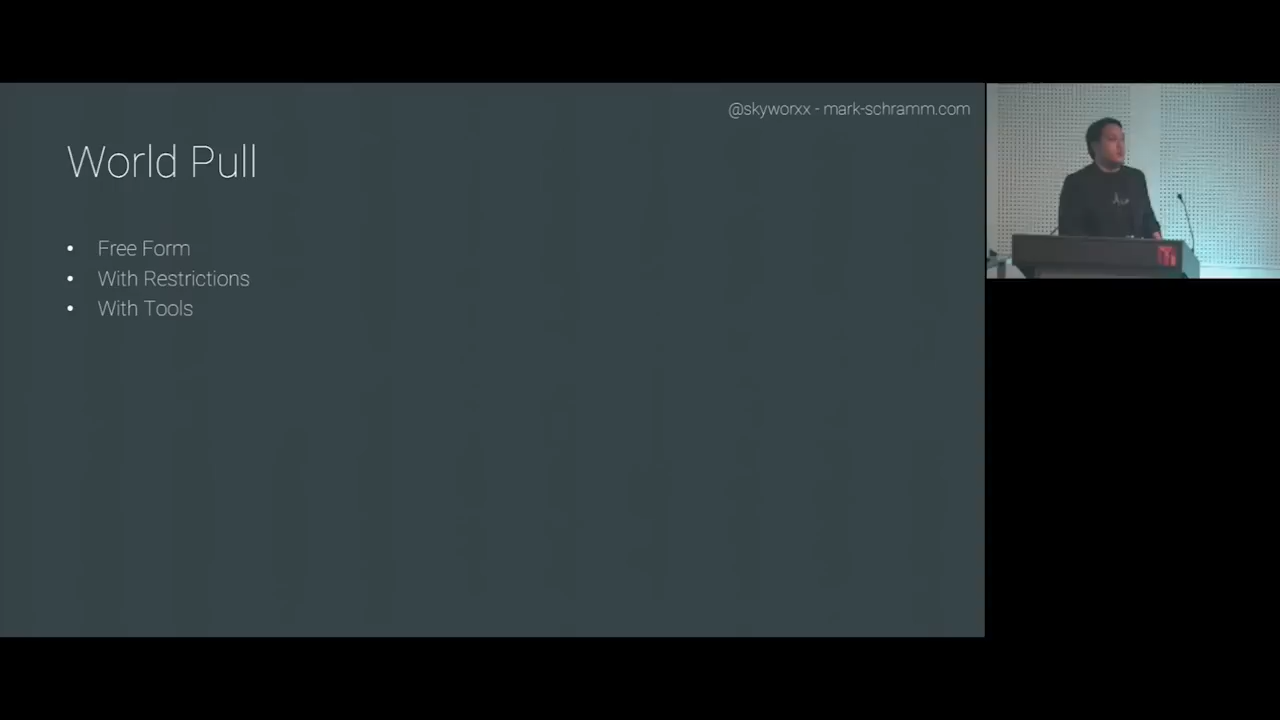 @skyworxx - mark-schramm.com
World Pull
• Free Form
• With Restrictions
• With Tools